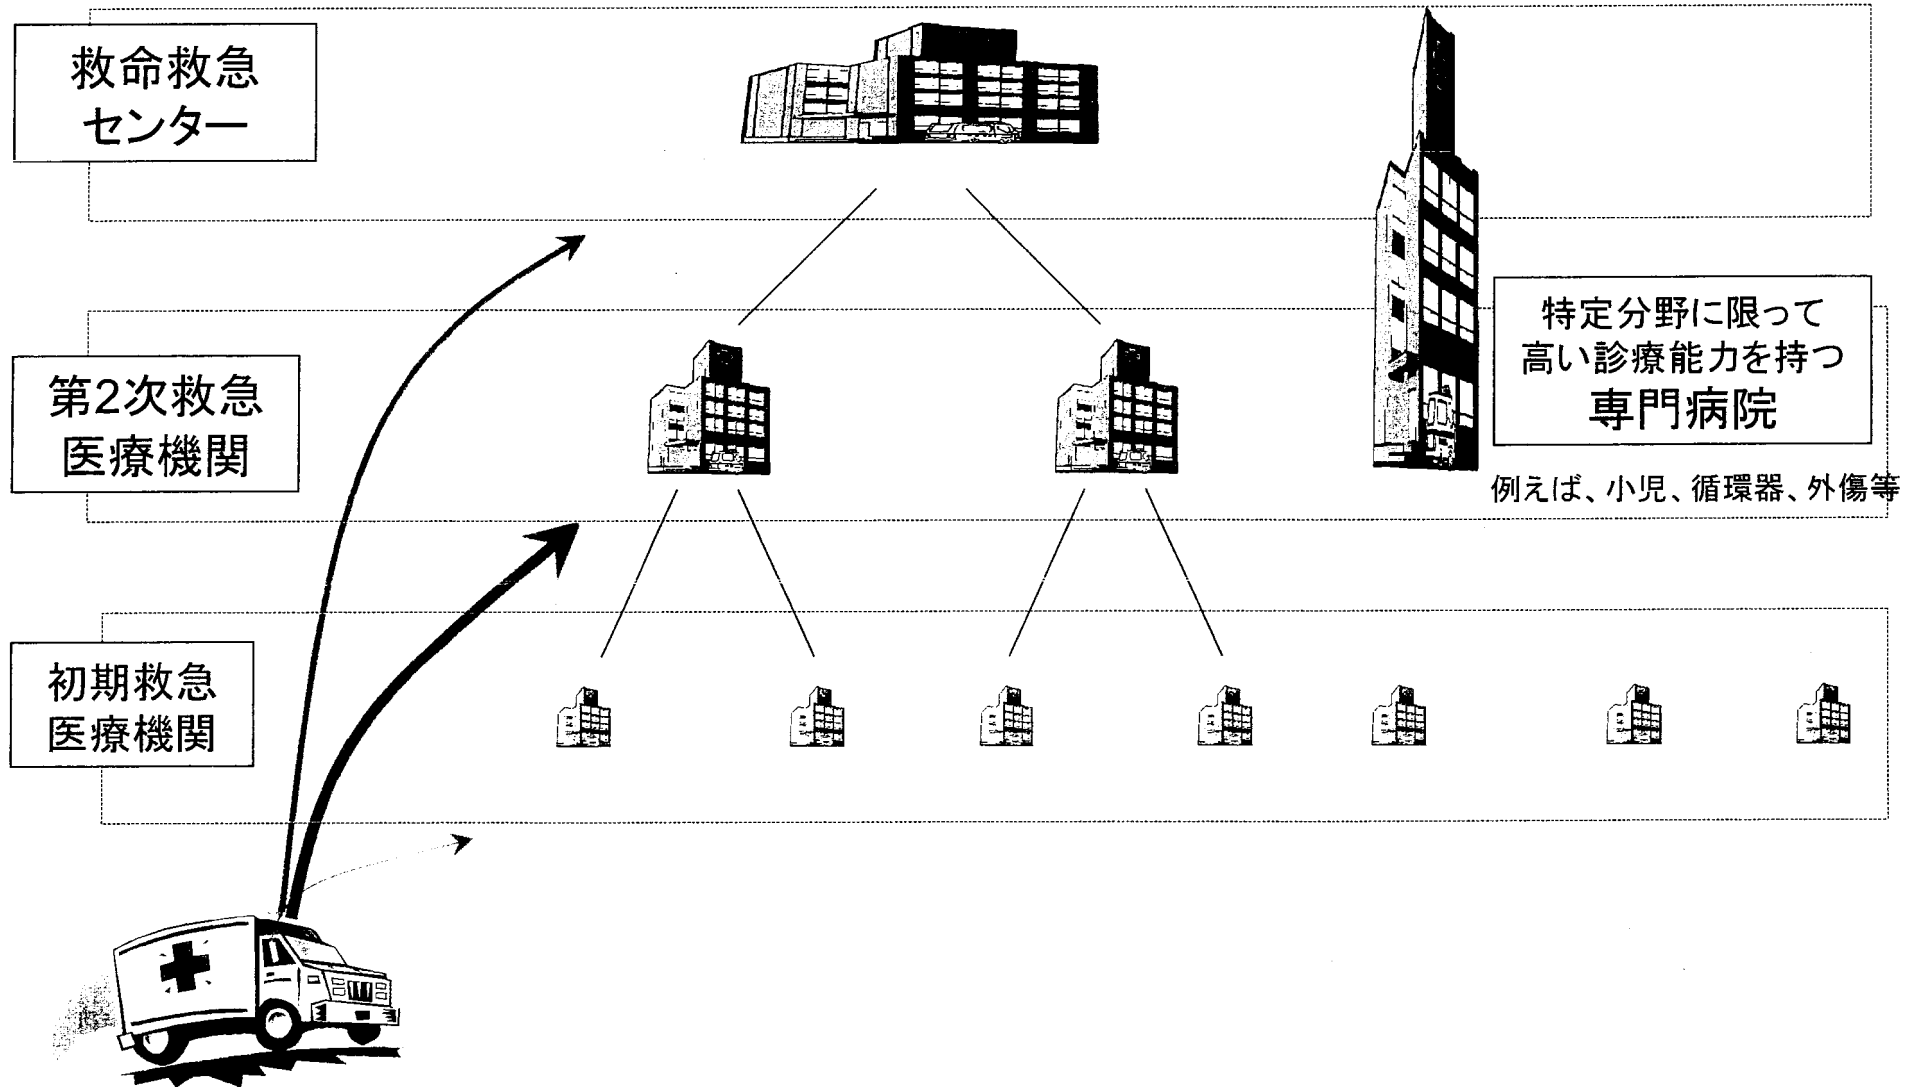 救命救急
センター
特定分野に限って
高い診療能力を持つ
専門病院
例えば、小児、循環器、外傷等
第2次救急
医療機関
初期救急
医療機関